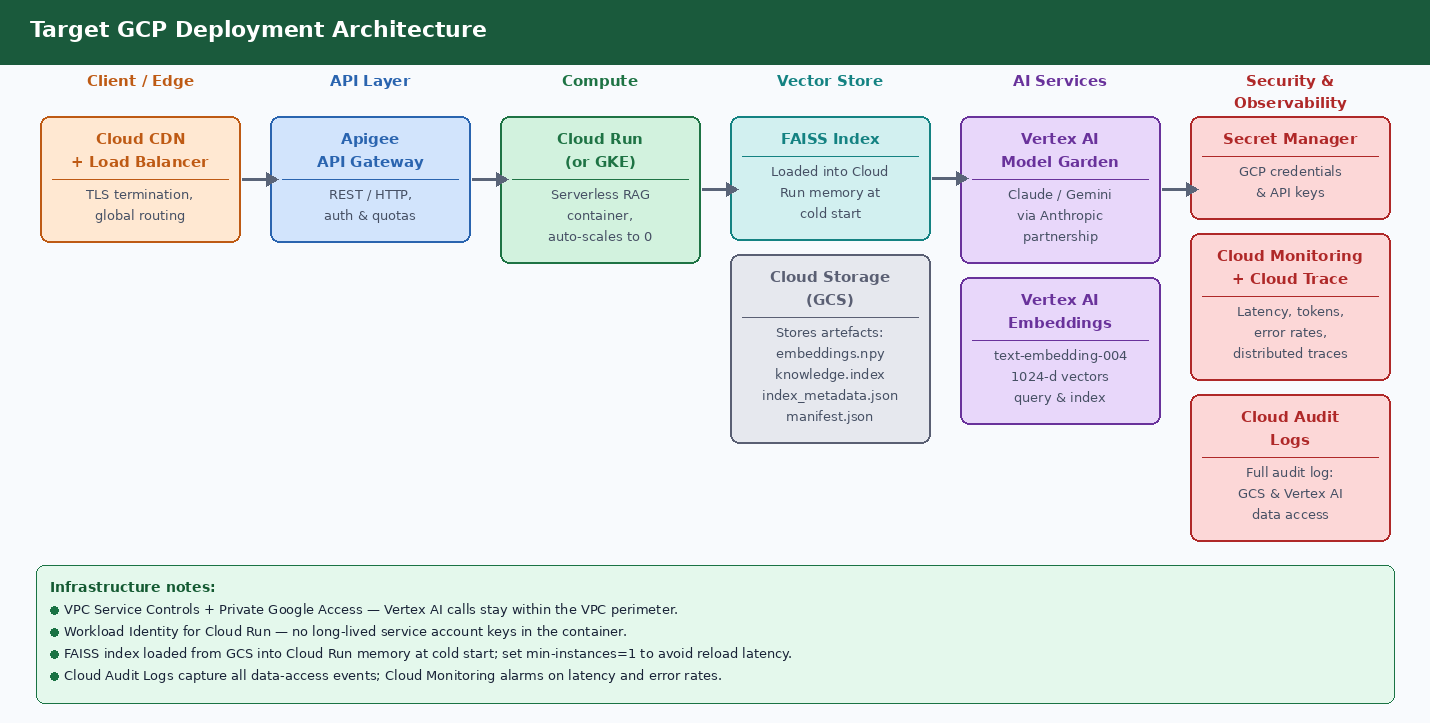 Target GCP Deployment Architecture
Client / Edge
API Layer
Compute
Vector Store
AI Services
Security &
Observability
Cloud CDN
+ Load Balancer
TLS termination,
global routing
Apigee
API Gateway
REST / HTTP,
auth & quotas
Cloud Run
(or GKE)
Serverless RAG
container,
auto-scales to 0
FAISS Index
Loaded into Cloud
Run memory at
cold start
Cloud Storage
(GCS)
Stores artefacts:
embeddings.npy
knowledge.index
index_metadata.json
manifest.json
Vertex AI
Model Garden
Claude / Gemini
via Anthropic
partnership
Vertex AI
Embeddings
text-embedding-004
1024-d vectors
query & index
Secret Manager
GCP credentials
& API keys
Cloud Monitoring
+ Cloud Trace
Latency, tokens,
error rates,
distributed traces
Cloud Audit
Logs
Full audit log:
GCS & Vertex AI
data access
Infrastructure notes:
● VPC Service Controls + Private Google Access — Vertex AI calls stay within the VPC perimeter.
● Workload Identity for Cloud Run — no long-lived service account keys in the container.
● FAISS index loaded from GCS into Cloud Run memory at cold start; set min-instances=1 to avoid reload latency.
● Cloud Audit Logs capture all data-access events; Cloud Monitoring alarms on latency and error rates.